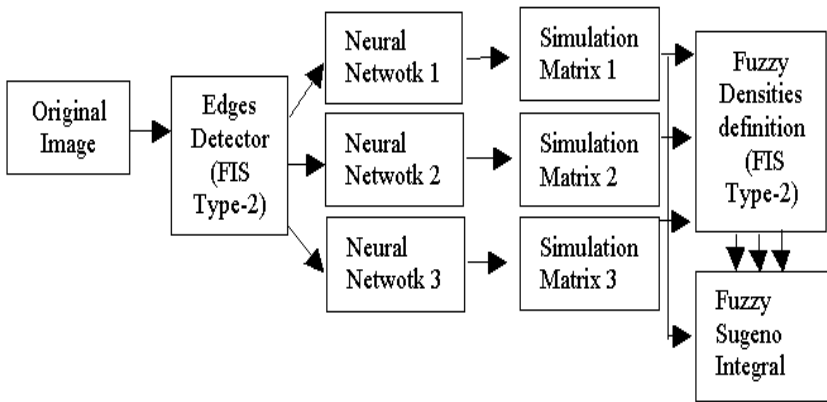 Original
Image
Edges
Detector
(FIS
Type-2)
Neural
Netwotk 1
Neural
Netwotk 2
Neural
Netwotk 3
Simulation
Matrix 1
Simulation
Matrix 2
Simulation
Matrix 3
Fuzzy
Densities
definition
(FIS
Type-2)
Fuzzy
Sugeno
Integral